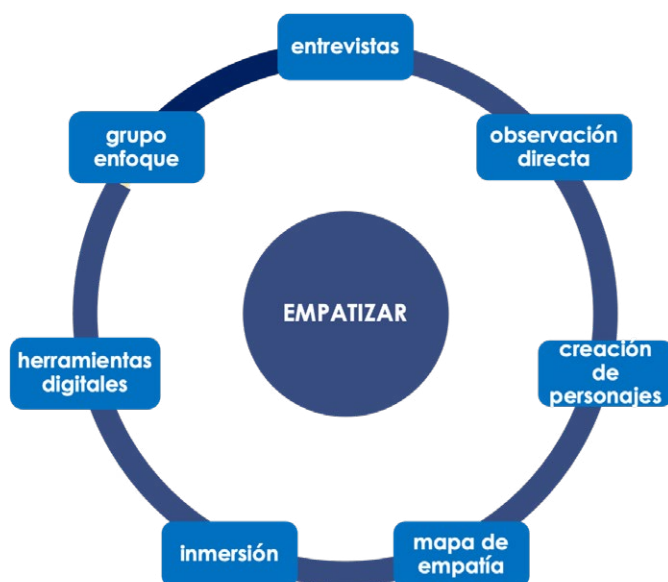 entrevistas
observación
directa
creación
de
personajes
mapa de
empatía
inmersión
herramientas
digitales
grupo
enfoque
EMPATIZAR